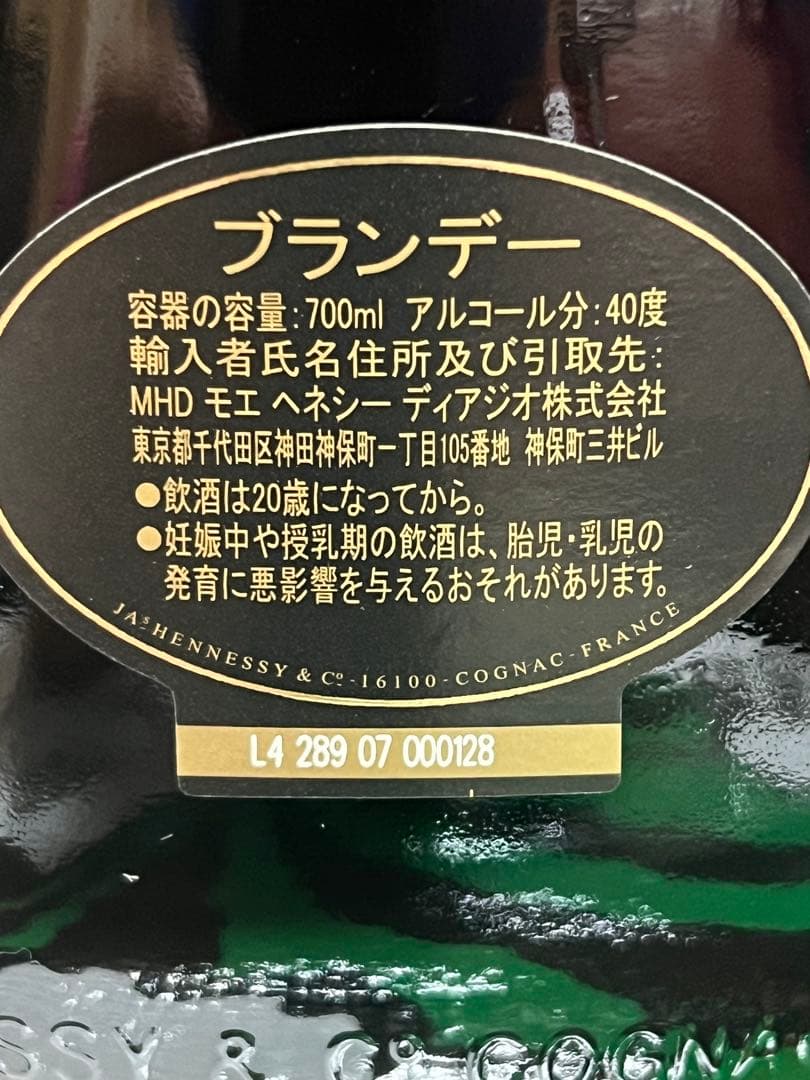 ブランデー
容器の容量:700ml アルコール分:40度
輸入者氏名住所及び引取先:
MHD モエ ヘネシー ディアジオ株式会社
東京都千代田区神田神保町一丁目105番地 神保町三井ビル
●飲酒は20歳になってから。
●妊娠中や授乳期の飲酒は、胎児・乳児の
発育に悪影響を与えるおそれがあります。
JAS HENNESSY & Cº - 16100 - COGNAC - FRANCE
L4 289 07 000128
SSY & Cº COGNA